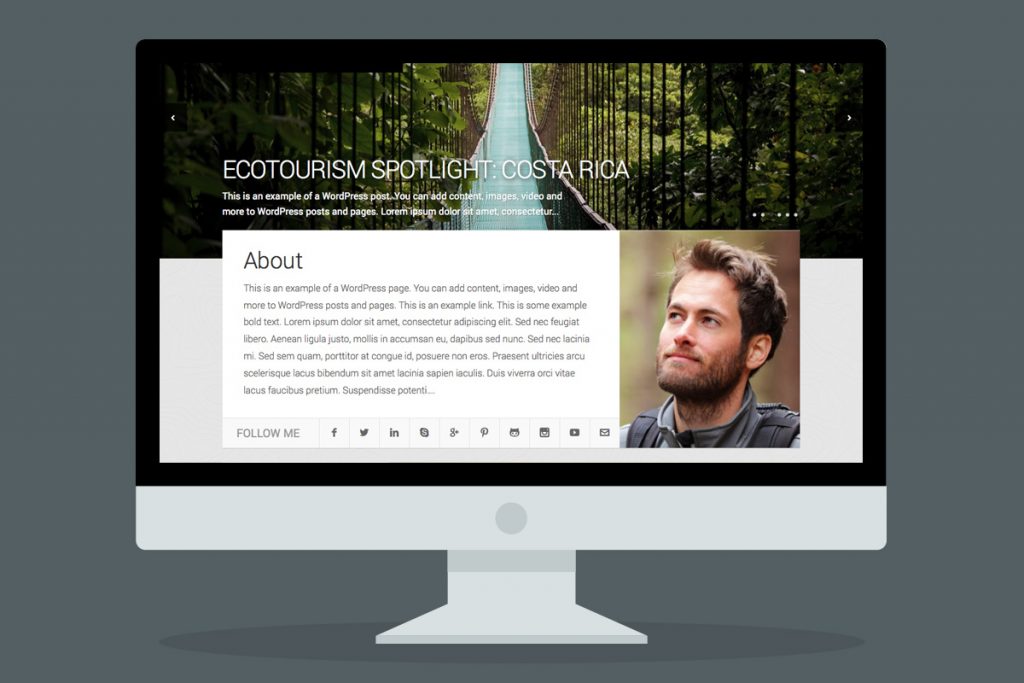 ECOTOURISM SPOTLIGHT: COSTA RICA
This is an example of a WordPress post. You can add content, images, video and
more to WordPress posts and pages. Lorem ipsum dolor sit amet, consectetur...
About
This is an example of a WordPress page. You can add content, images, video and
more to WordPress posts and pages. This is an example link. This is some example
bold text. Lorem ipsum dolor sit amet, consectetur adipiscing elit. Sed nec feugiat
libero. Aenean ligula justo, mollis in accumsan eu, dapibus sed nunc. Sed nec lacinia
mi. Sed sem quam, porttitor at congue id, posuere non eros. Praesent ultricies arcu
scelerisque lacus bibendum sit amet lacinia sapien iaculis. Duis viverra orci vitae
lacus faucibus pretium. Suspendisse potenti....
FOLLOW ME